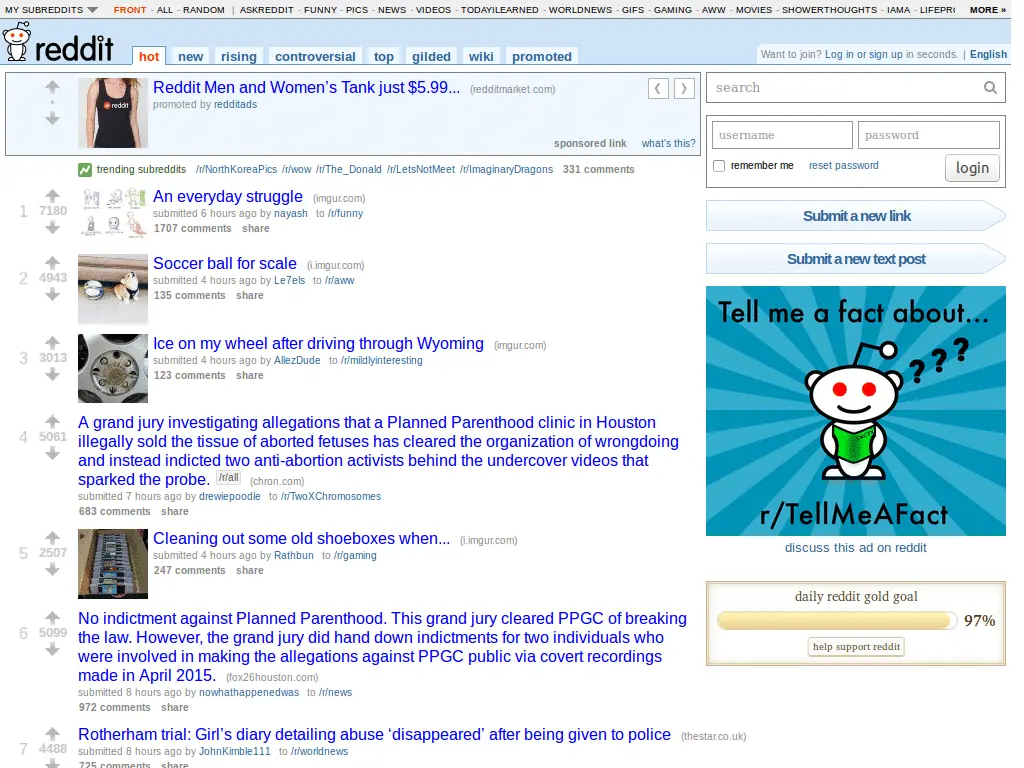 MY SUBREDDITS FRONT - ALL - RANDOM | ASKREDDIT - FUNNY - PICS - NEWS - VIDEOS - TODAYILEARNED - WORLDNEWS - GIFS - GAMING - AWW - MOVIES - SHOWERTHOUGHTS - IAMA - LIFEPRO MORE »
reddit hot new rising controversial top gilded wiki promoted
Want to join? Log in or sign up in seconds. | English
Reddit Men and Women's Tank just $5.99... (redditmarket.com)
promoted by redditads
sponsored link what's this?
trending subreddits /r/NorthKoreaPics /r/wow /r/The_Donald /r/LetsNotMeet /r/ImaginaryDragons 331 comments
1 7180 An everyday struggle (imgur.com)
submitted 6 hours ago by nayash to /r/funny
1707 comments share
2 4943 Soccer ball for scale (i.imgur.com)
submitted 4 hours ago by Le7els to /r/aww
135 comments share
3 3013 Ice on my wheel after driving through Wyoming (imgur.com)
submitted 4 hours ago by AllezDude to /r/mildlyinteresting
123 comments share
4 5061 A grand jury investigating allegations that a Planned Parenthood clinic in Houston
illegally sold the tissue of aborted fetuses has cleared the organization of wrongdoing
and instead indicted two anti-abortion activists behind the undercover videos that
sparked the probe. /r/all (chron.com)
submitted 7 hours ago by drewiepoodle to /r/TwoXChromosomes
683 comments share
5 2507 Cleaning out some old shoeboxes when... (i.imgur.com)
submitted 4 hours ago by Rathbun to /r/gaming
247 comments share
6 5099 No indictment against Planned Parenthood. This grand jury cleared PPGC of breaking
the law. However, the grand jury did hand down indictments for two individuals who
were involved in making the allegations against PPGC public via covert recordings
made in April 2015. (fox26houston.com)
submitted 8 hours ago by nowhathappenedwas to /r/news
972 comments share
7 4488 Rotherham trial: Girl's diary detailing abuse 'disappeared' after being given to police (thestar.co.uk)
submitted 8 hours ago by JohnKimble111 to /r/worldnews
725 comments share
search
username password
remember me reset password login
Submit a new link
Submit a new text post
Tell me a fact about...
???
FACTS
r/TellMeAFact
discuss this ad on reddit
daily reddit gold goal
97%
help support reddit